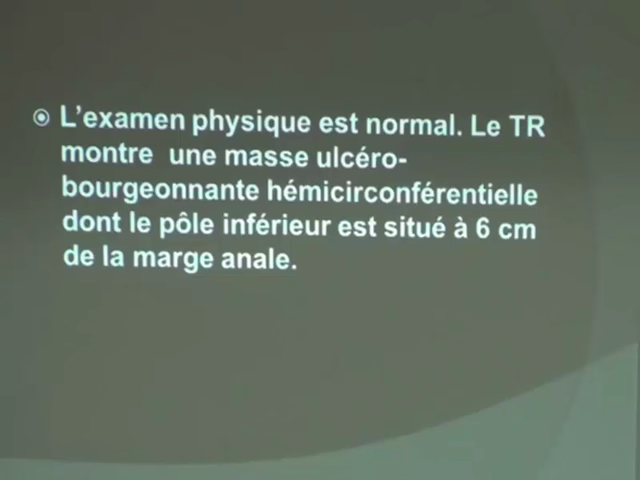 L'examen physique est normal. Le TR
montre une masse ulcéro-
bourgeonnante hémicirconférentielle
dont le pôle inférieur est situé à 6 cm
de la marge anale.